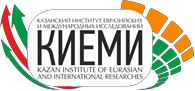 КАЗАНСКИЙ ИНСТИТУТ ЕВРАЗИЙСКИХ
И МЕЖДУНАРОДНЫХ ИССЛЕДОВАНИЙ
КИЕМИ
KAZAN INSTITUTE OF EURASIAN
AND INTERNATIONAL RESEARCHES